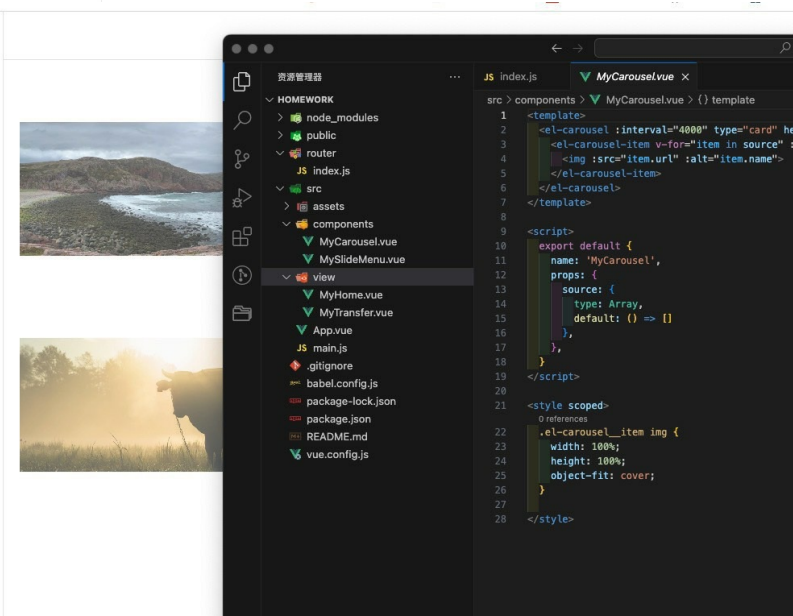 资源管理器 ...
HOMEWORK
node_modules
public
router
JS index.js
src
assets
components
MyCarousel.vue
MySlideMenu.vue
view
MyHome.vue
MyTransfer.vue
App.vue
JS main.js
.gitignore
babel.config.js
package-lock.json
package.json
README.md
vue.config.js
JS index.js
MyCarousel.vue
src > components > MyCarousel.vue > {} template
1 <template>
2 <el-carousel :interval="4000" type="card" he
3 <el-carousel-item v-for="item in source" :
4 <img :src="item.url" :alt="item.name">
5 </el-carousel-item>
6 </el-carousel>
7 </template>
8
9 <script>
10 export default {
11 name: 'MyCarousel',
12 props: {
13 source: {
14 type: Array,
15 default: () => []
16 },
17 },
18 }
19 </script>
20
21 <style scoped>
0 references
22 .el-carousel__item img {
23 width: 100%;
24 height: 100%;
25 object-fit: cover;
26 }
27
28 </style>